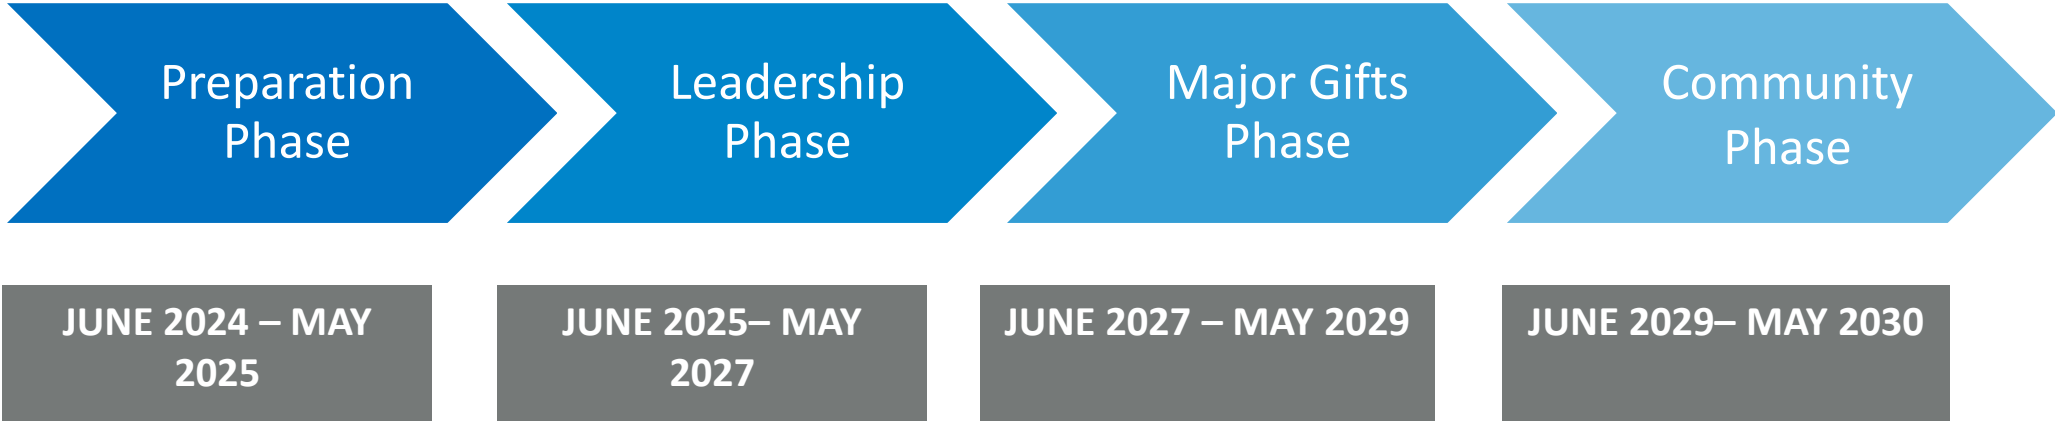 Preparation
Phase
Leadership
Phase
Major Gifts
Phase
Community
Phase
JUNE 2024 – MAY
2025
JUNE 2025– MAY
2027
JUNE 2027 – MAY 2029
JUNE 2029– MAY 2030